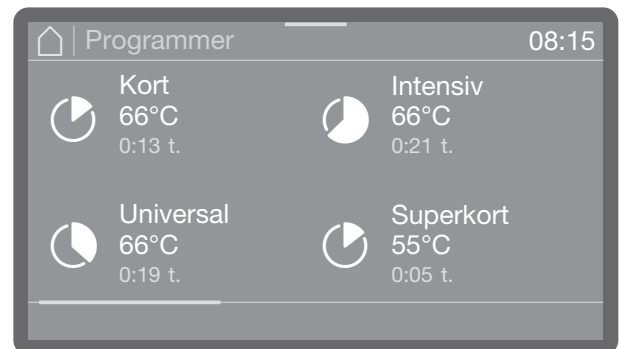 Programmer
08:15
Kort
66°C
0:13 t.
Intensiv
66°C
0:21 t.
Universal
66°C
0:19 t.
Superkort
55°C
0:05 t.